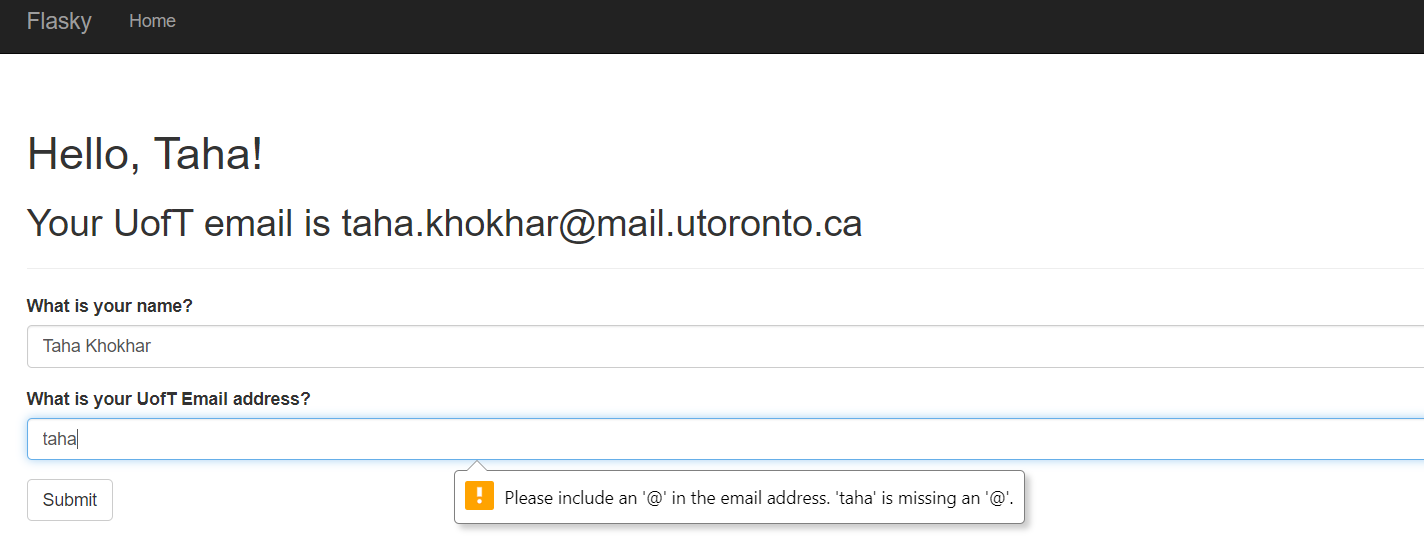 Flasky Home
Hello, Taha!
Your UofT email is taha.khokhar@mail.utoronto.ca
What is your name?
Taha Khokhar
What is your UofT Email address?
taha
Please include an '@' in the email address. 'taha' is missing an '@'.
Submit